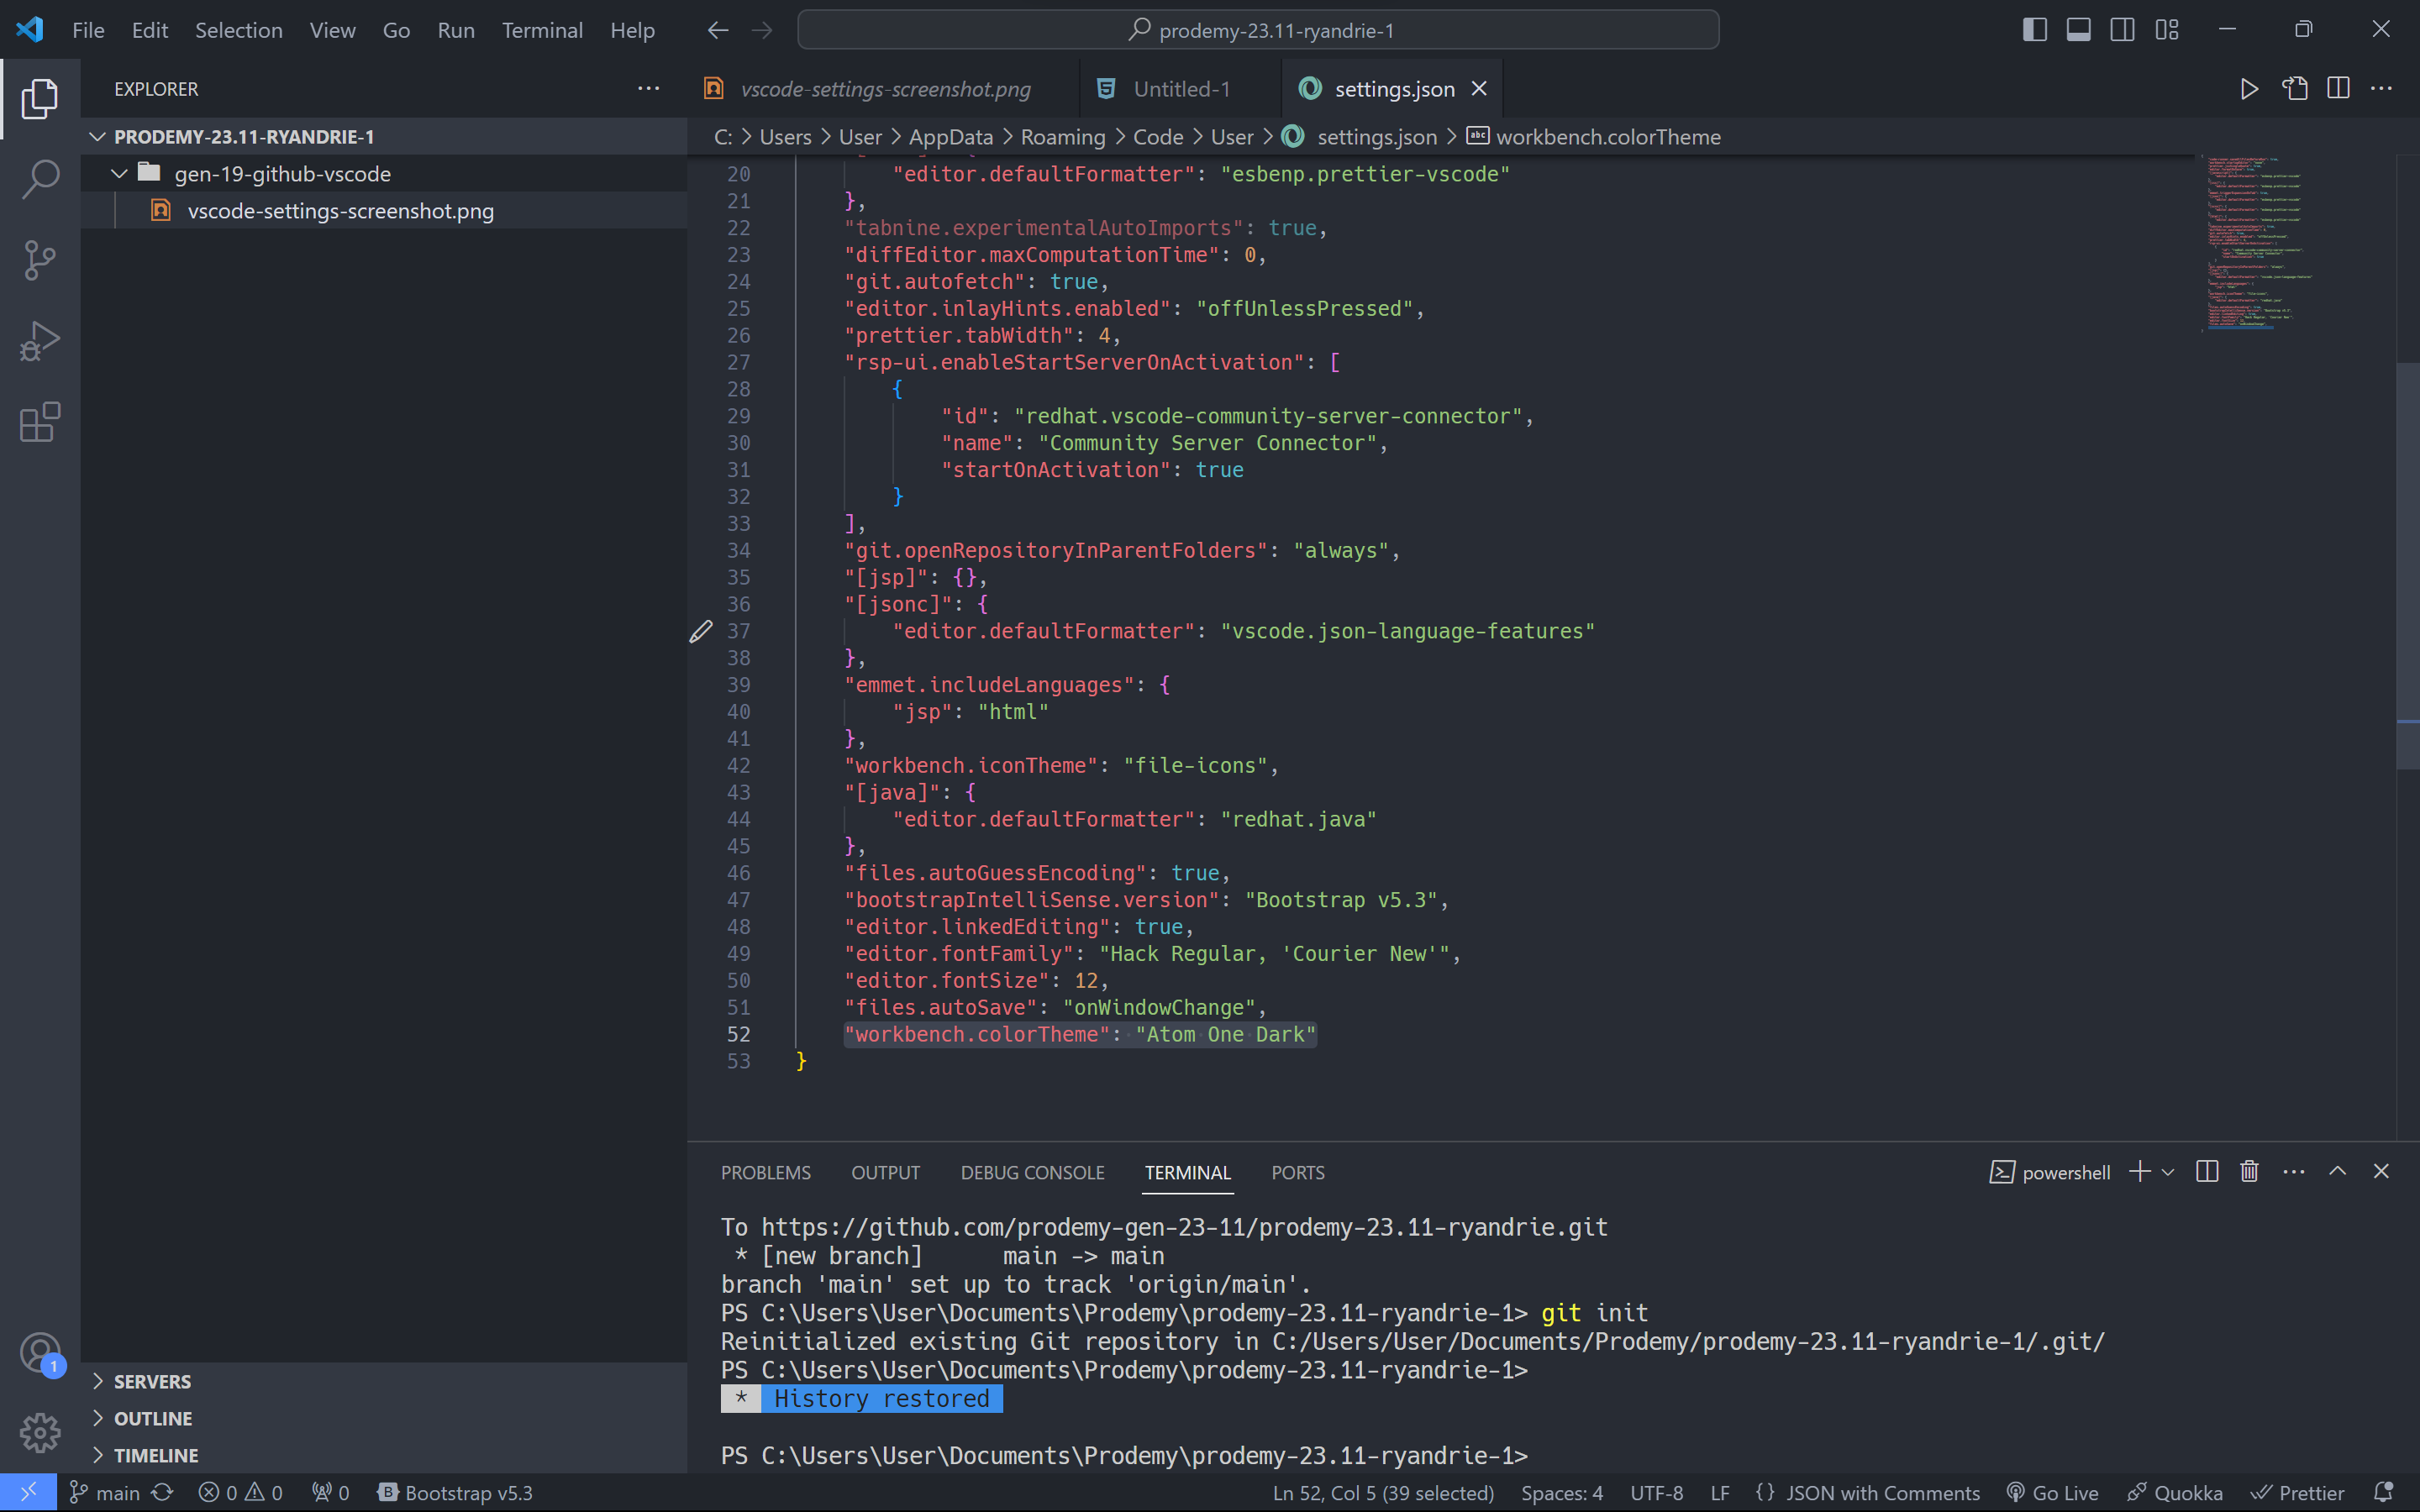 File Edit Selection View Go Run Terminal Help
prodemy-23.11-ryandrie-1
EXPLORER
PRODEMY-23.11-RYANDRIE-1
gen-19-github-vscode
vscode-settings-screenshot.png
SERVERS
OUTLINE
TIMELINE
1
vscode-settings-screenshot.png Untitled-1 settings.json
C: > Users > User > AppData > Roaming > Code > User > settings.json > abc workbench.colorTheme
20 "editor.defaultFormatter": "esbenp.prettier-vscode"
21 },
22 "tabnine.experimentalAutoImports": true,
23 "diffEditor.maxComputationTime": 0,
24 "git.autofetch": true,
25 "editor.inlayHints.enabled": "offUnlessPressed",
26 "prettier.tabWidth": 4,
27 "rsp-ui.enableStartServerOnActivation": [
28 {
29 "id": "redhat.vscode-community-server-connector",
30 "name": "Community Server Connector",
31 "startOnActivation": true
32 }
33 ],
34 "git.openRepositoryInParentFolders": "always",
35 "[jsp]": {},
36 "[jsonc]": {
37 "editor.defaultFormatter": "vscode.json-language-features"
38 },
39 "emmet.includeLanguages": {
40 "jsp": "html"
41 },
42 "workbench.iconTheme": "file-icons",
43 "[java]": {
44 "editor.defaultFormatter": "redhat.java"
45 },
46 "files.autoGuessEncoding": true,
47 "bootstrapIntelliSense.version": "Bootstrap v5.3",
48 "editor.linkedEditing": true,
49 "editor.fontFamily": "Hack Regular, 'Courier New'",
50 "editor.fontSize": 12,
51 "files.autoSave": "onWindowChange",
52 "workbench.colorTheme": "Atom One Dark"
53 }
PROBLEMS OUTPUT DEBUG CONSOLE TERMINAL PORTS
powershell
To https://github.com/prodemy-gen-23-11/prodemy-23.11-ryandrie.git
* [new branch] main -> main
branch 'main' set up to track 'origin/main'.
PS C:\Users\User\Documents\Prodemy\prodemy-23.11-ryandrie-1> git init
Reinitialized existing Git repository in C:/Users/User/Documents/Prodemy/prodemy-23.11-ryandrie-1/.git/
PS C:\Users\User\Documents\Prodemy\prodemy-23.11-ryandrie-1>
* History restored
PS C:\Users\User\Documents\Prodemy\prodemy-23.11-ryandrie-1>
main 0 0 0 B Bootstrap v5.3 Ln 52, Col 5 (39 selected) Spaces: 4 UTF-8 LF {} JSON with Comments Go Live Quokka Prettier